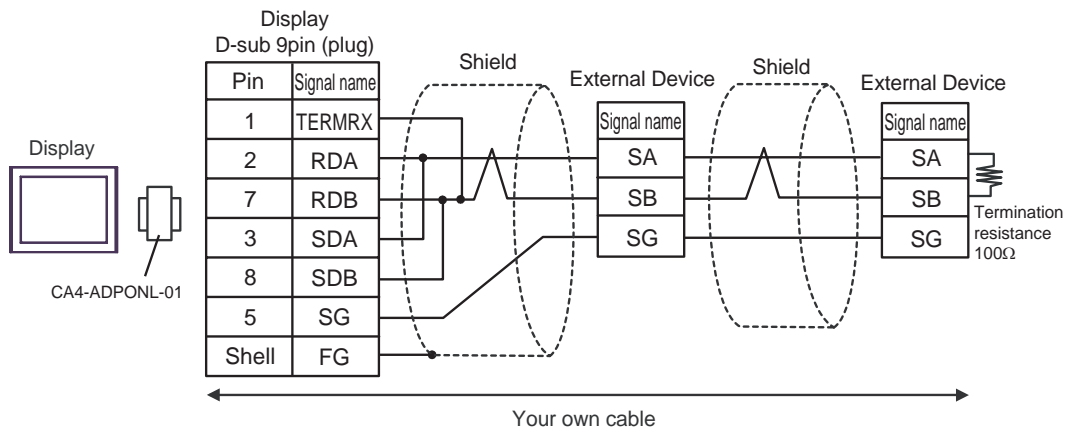 Display
D-sub 9pin (plug)
Pin Signal name
1 TERMRX
2 RDA
7 RDB
3 SDA
8 SDB
5 SG
Shell FG
Display
CA4-ADPONL-01
Shield
External Device
Signal name
SA
SB
SG
Shield
External Device
Signal name
SA
SB
SG
Termination
resistance
100Ω
Your own cable